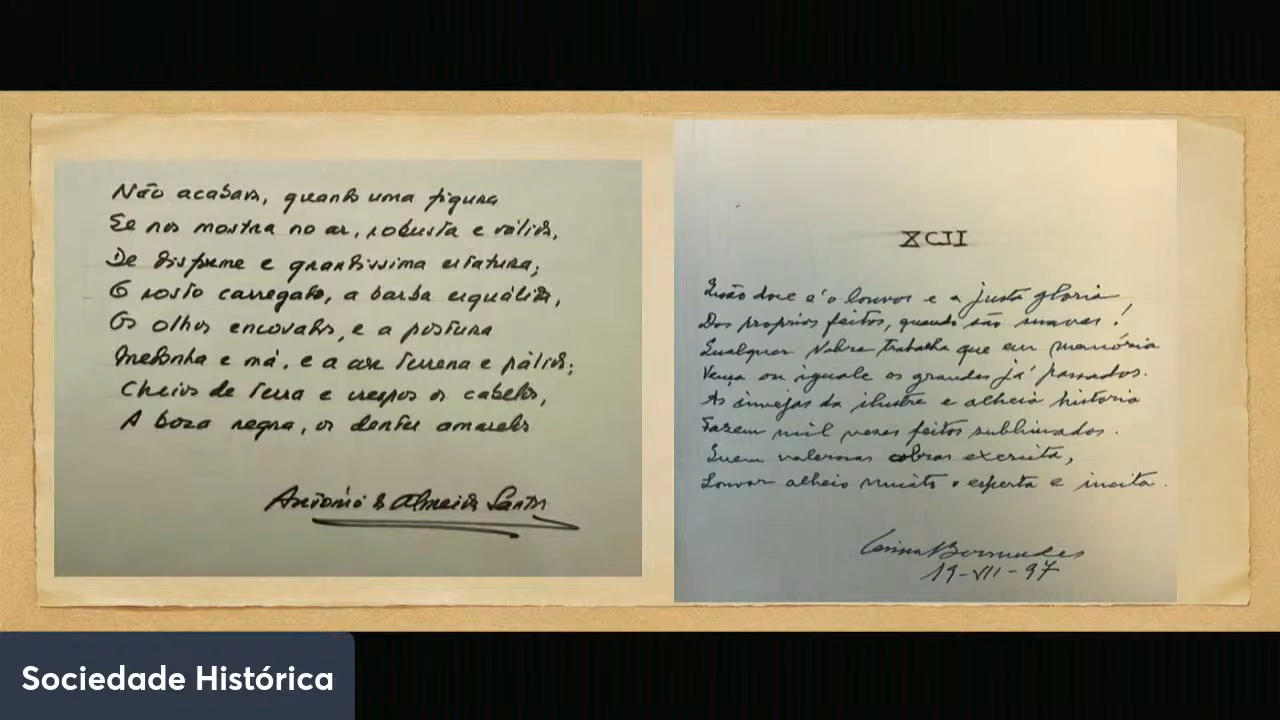 Não acabava, quando uma figura
Se nos mostra no ar, robusta e válida,
De disforme e grandíssima estatura;
O rosto carregado, a barba esquálida,
Os olhos encovados, e a postura
Medonha e má, e a cor terrena e pálida;
Cheios de terra e crespos os cabelos,
A boca negra, os dentes amarelos
António de Almeida Santos
XCII
Quão doce é o louvor e a justa gloria
Dos proprios feitos, quando são suaves!
Qualquer nobre trabalha que em memória
Vença ou iguale os grandes já passados.
As invejas da ilustre e alheia historia
Fazem mil vezes feitos sublimados.
Quem valerosas obras exercita,
Louvor alheio muito o esperta e incita.
Bermudes
19-VII-97
Sociedade Histórica